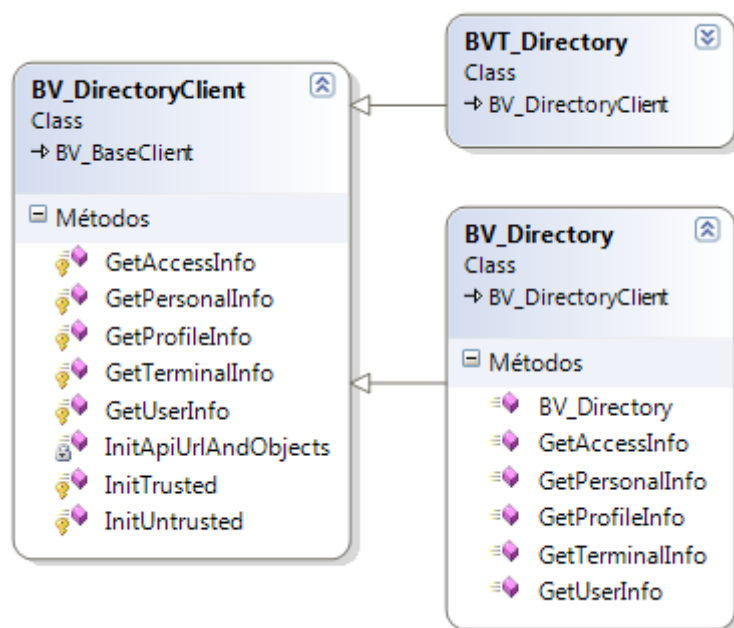 BV_DirectoryClient
Class
BV_BaseClient
Métodos
GetAccessInfo
GetPersonalInfo
GetProfileInfo
GetTerminalInfo
GetUserInfo
InitApiUrlAndObjects
InitTrusted
InitUntrusted
BVT_Directory
Class
BV_DirectoryClient
BV_Directory
Class
BV_DirectoryClient
Métodos
BV_Directory
GetAccessInfo
GetPersonalInfo
GetProfileInfo
GetTerminalInfo
GetUserInfo